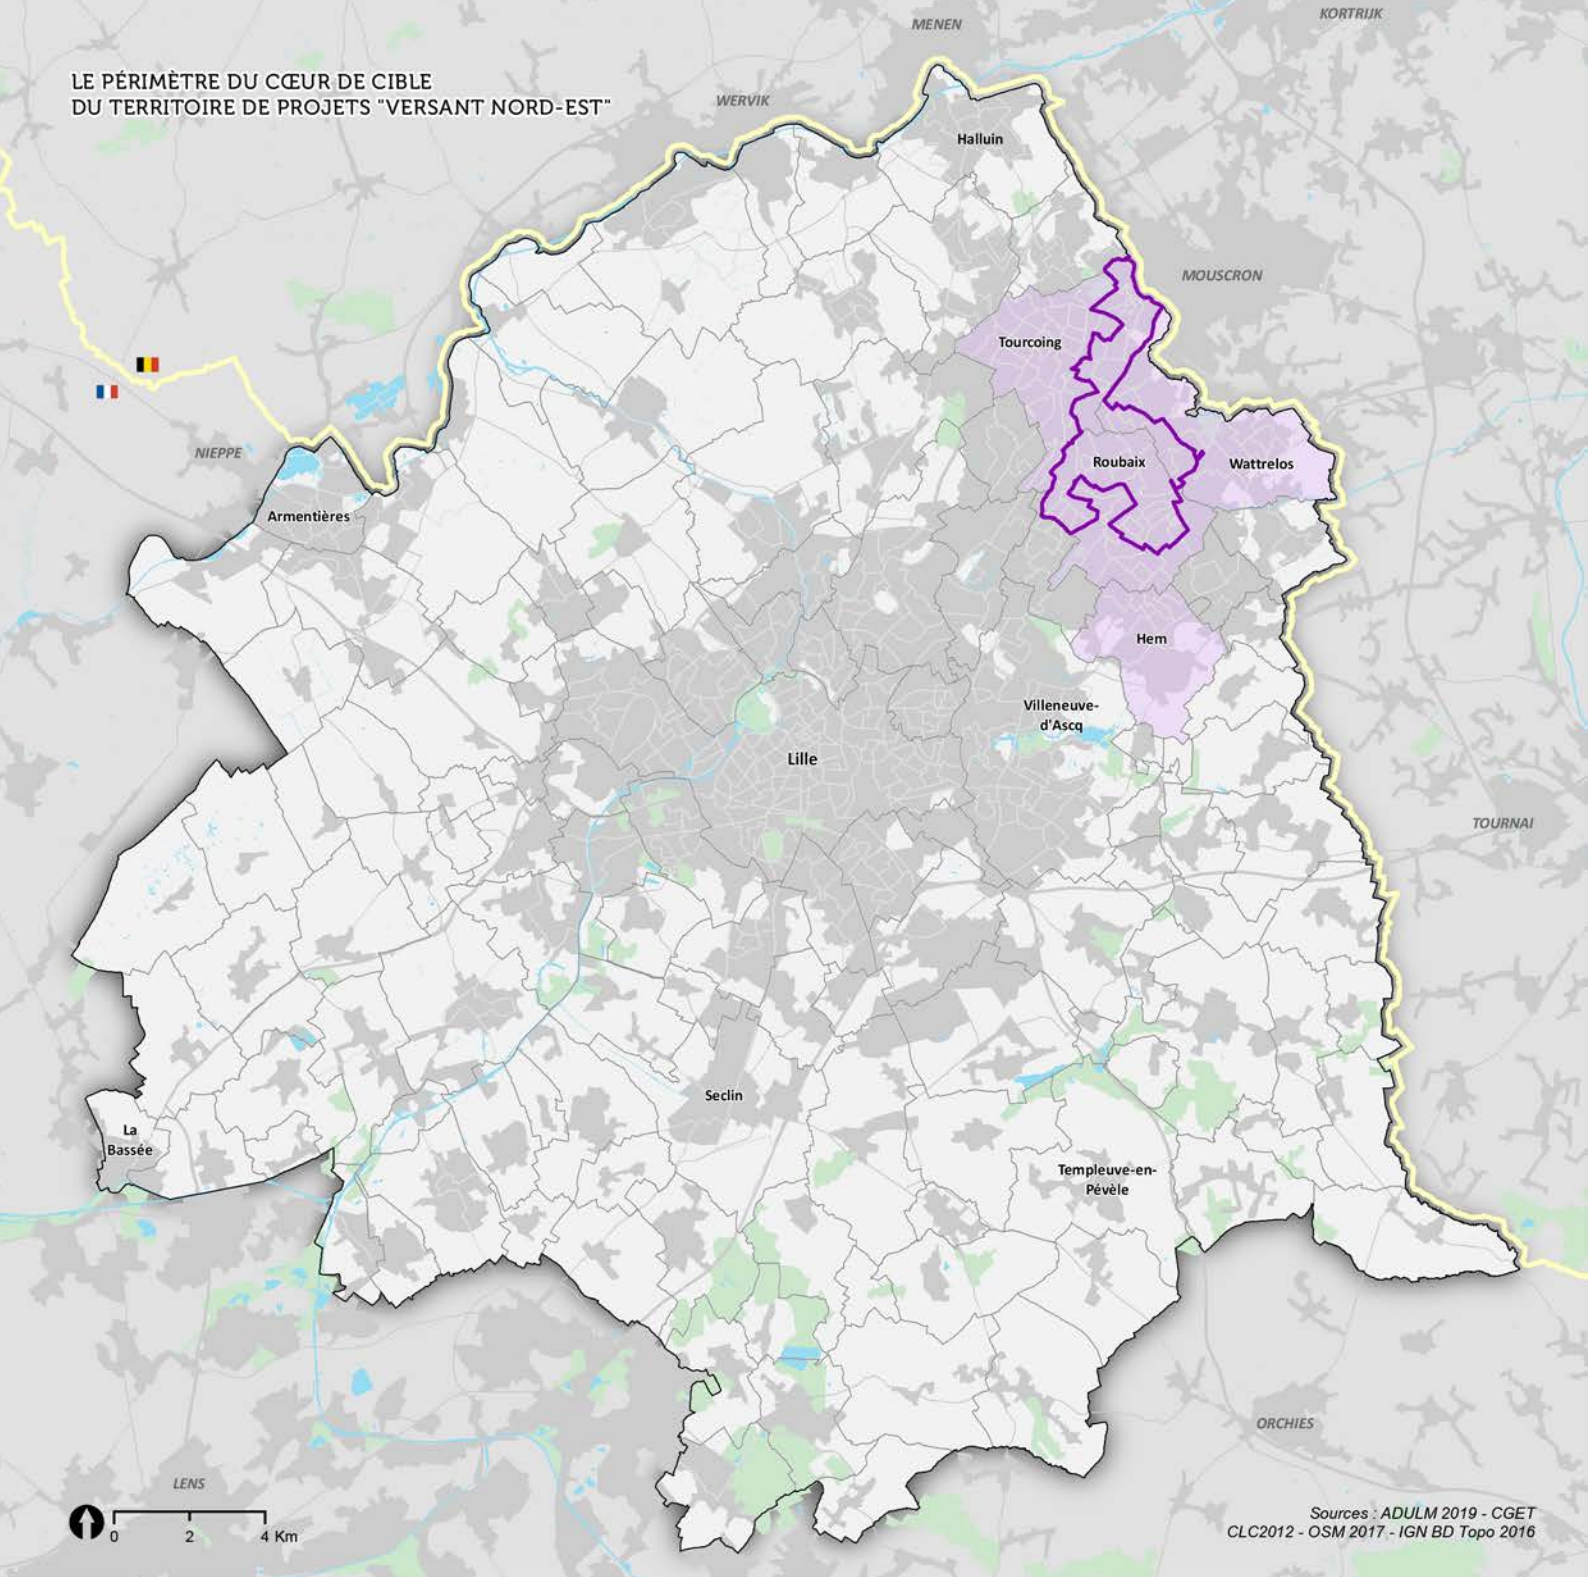 KORTRIJK
MENEN
LE PÉRIMÈTRE DU CŒUR DE CIBLE
DU TERRITOIRE DE PROJETS "VERSANT NORD-EST"
WERVIK
Halluin
MOUSCRON
Tourcoing
NIEPPE
Roubaix
Wattrelos
Armentières
Hem
Villeneuve-
d'Ascq
Lille
TOURNAI
Seclin
La
Bassée
Templeuve-en-
Pévèle
ORCHIES
LENS
0 2 4 Km
Sources : ADULM 2019 - CGET
CLC2012 - OSM 2017 - IGN BD Topo 2016